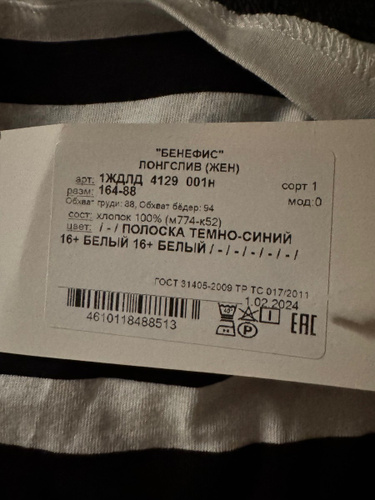 "БЕНЕФИС"
ЛОНГСЛИВ (ЖЕН)
арт: 1ЖДЛД 4129 001н сорт 1
разм: 164-88 мод:0
Обхват груди: 88, Обхват бёдер: 94
сост: хлопок 100% (м774-к52)
цвет: / - / ПОЛОСКА ТЕМНО-СИНИЙ
16+ БЕЛЫЙ 16+ БЕЛЫЙ / - / - / - / - / - /
ГОСТ 31405-2009 ТР ТС 017/2011
1.02.2024
4610118488513
P
EAC